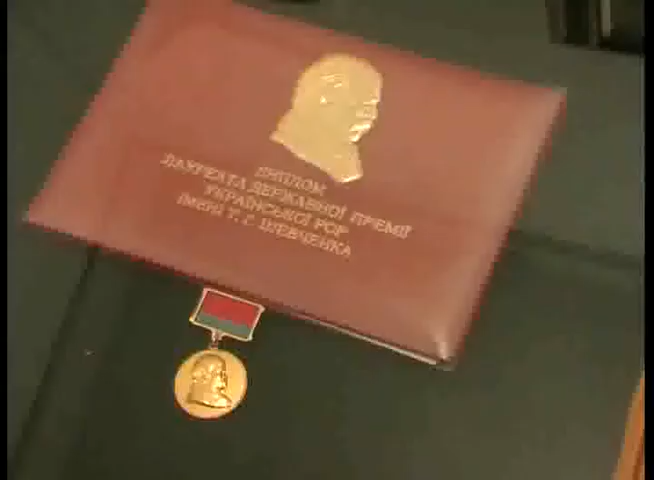 ДИПЛОМ
ЛАУРЕАТА ДЕРЖАВНОЇ ПРЕМІЇ
УКРАЇНСЬКОЇ РСР
ІМЕНІ Т. Г. ШЕВЧЕНКА